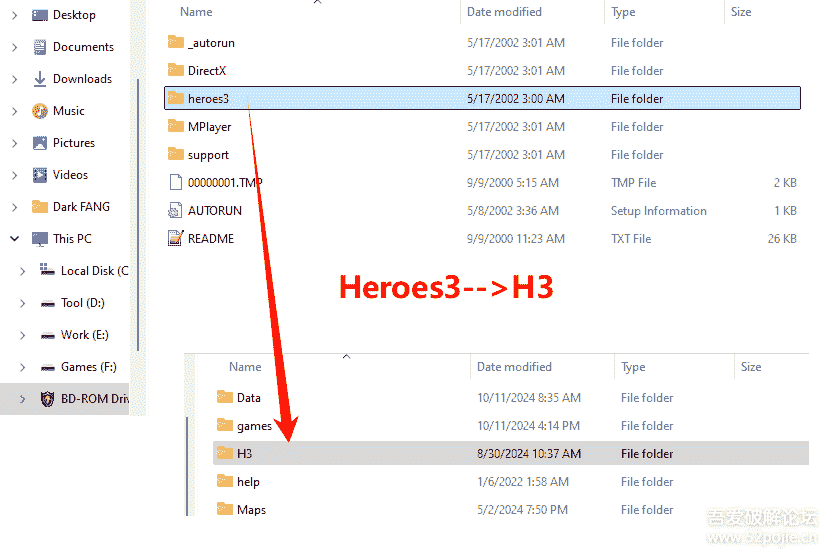 Desktop
Documents
Downloads
Music
Pictures
Videos
Dark FANG
This PC
Local Disk (C
Tool (D:)
Work (E:)
Games (F:)
BD-ROM Driv
Name Date modified Type Size
_autorun 5/17/2002 3:01 AM File folder
DirectX 5/17/2002 3:01 AM File folder
heroes3 5/17/2002 3:00 AM File folder
MPlayer 5/17/2002 3:01 AM File folder
support 5/17/2002 3:01 AM File folder
00000001.TMP 9/9/2000 5:15 AM TMP File 2 KB
AUTORUN 5/8/2002 3:36 AM Setup Information 1 KB
README 9/9/2000 11:23 AM TXT File 26 KB
Heroes3-->H3
Name Date modified Type Size
Data 10/11/2024 8:35 AM File folder
games 10/11/2024 4:14 PM File folder
H3 8/30/2024 10:37 AM File folder
help 1/6/2022 1:58 AM File folder
Maps 5/2/2024 7:50 PM File folder
吾爱破解论坛
www.52pojie.cn